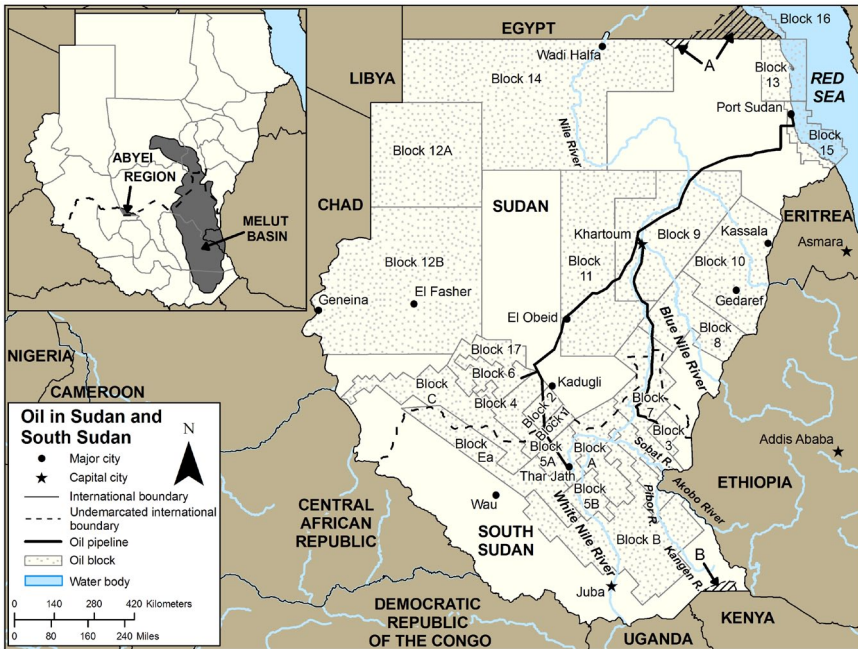 EGYPT
Block 16
Wadi Halfa
A
LIBYA
Block 14
Block
13
RED
SEA
Port Sudan
Nile River
Block
15
ABYEI
REGION
Block 12A
CHAD
SUDAN
MELUT
BASIN
ERITREA
Khartoum
Block 9
Kassala
Asmara
Block 12B
Block
11
Block 10
Geneina
El Fasher
Gedaref
El Obeid
Blue Nile River
Block
8
NIGERIA
Block 17
Block 6
Kadugli
CAMEROON
Block
C
Block 4
Block 2
Block 1
Block
7
Block
3
Oil in Sudan and
South Sudan
N
Major city
Capital city
International boundary
Undemarcated international
boundary
Oil pipeline
Oil block
Water body
0 140 280 420 Kilometers
0 80 160 240 Miles
Block
Ea
Block
5A
Block
A
Sobat R.
Addis Ababa
Thar Jath
Wau
Block
5B
Pibor R.
Akobo River
ETHIOPIA
CENTRAL
AFRICAN
REPUBLIC
SOUTH
SUDAN
White Nile River
Block B
B
Kangen R.
Juba
DEMOCRATIC
REPUBLIC
OF THE CONGO
UGANDA
KENYA